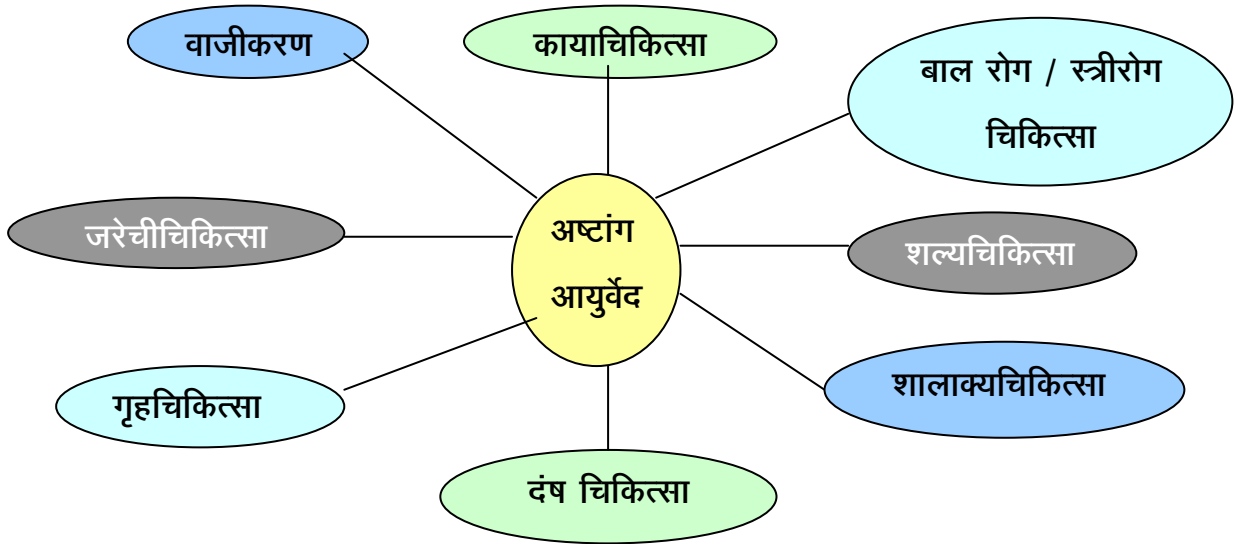 वाजीकरण
कायाचिकित्सा
बाल रोग / स्त्रीरोग
चिकित्सा
जरेचीचिकित्सा
अष्टांग
आयुर्वेद
शल्यचिकित्सा
गृहचिकित्सा
शालाक्यचिकित्सा
दंष चिकित्सा